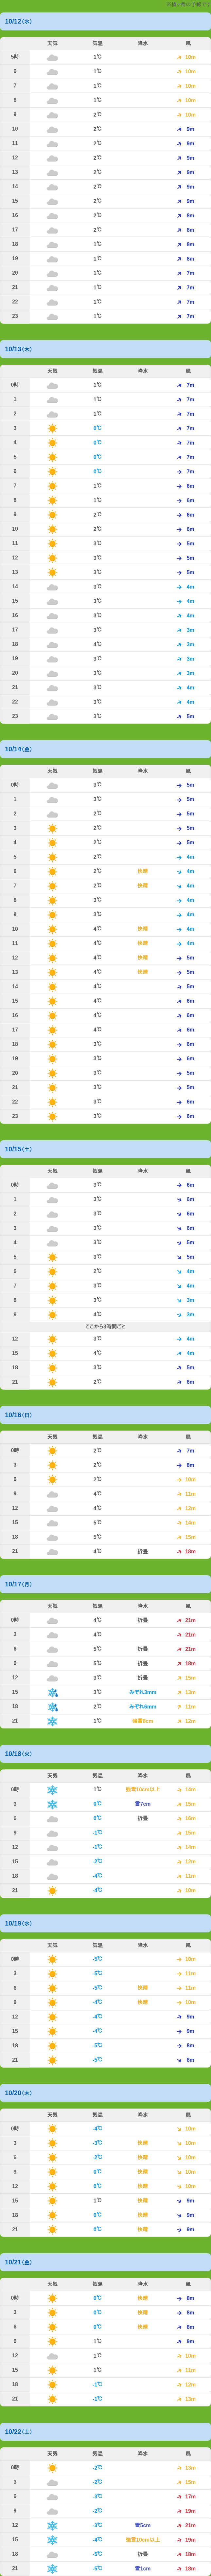 の予報です
10/12(水)
天気 気温 降水 風
5時 1℃ 10m
6 1℃ 10m
7 1℃ 10m
8 1℃ 10m
9 2℃ 10m
10 2℃ 9m
11 2℃ 9m
12 2℃ 9m
13 2℃ 9m
14 2℃ 9m
15 2℃ 9m
16 2℃ 8m
17 2℃ 8m
18 1℃ 8m
19 1℃ 8m
20 1℃ 7m
21 1℃ 7m
22 1℃ 7m
23 1℃ 7m
10/13(木)
天気 気温 降水 風
0時 1℃ 7m
1 1℃ 7m
2 1℃ 7m
3 0℃ 7m
4 0℃ 7m
5 0℃ 7m
6 0℃ 7m
7 1℃ 6m
8 1℃ 6m
9 2℃ 6m
10 2℃ 6m
11 3℃ 5m
12 3℃ 5m
13 3℃ 5m
14 3℃ 4m
15 3℃ 4m
16 3℃ 4m
17 3℃ 3m
18 4℃ 3m
19 3℃ 3m
20 3℃ 3m
21 3℃ 4m
22 3℃ 4m
23 3℃ 5m
10/14(金)
天気 気温 降水 風
0時 3℃ 5m
1 3℃ 5m
2 2℃ 5m
3 2℃ 5m
4 2℃ 5m
5 2℃ 4m
6 2℃ 快適 4m
7 2℃ 快適 4m
8 3℃ 4m
9 3℃ 4m
10 4℃ 快適 4m
11 4℃ 快適 4m
12 4℃ 快適 5m
13 4℃ 快適 5m
14 4℃ 5m
15 4℃ 6m
16 4℃ 6m
17 4℃ 6m
18 3℃ 6m
19 3℃ 6m
20 3℃ 5m
21 3℃ 5m
22 3℃ 6m
23 3℃ 6m
10/15(土)
天気 気温 降水 風
0時 3℃ 6m
1 3℃ 6m
2 3℃ 6m
3 3℃ 6m
4 3℃ 5m
5 3℃ 5m
6 2℃ 4m
7 3℃ 4m
8 3℃ 3m
9 4℃ 3m
ここから3時間ごと
12 3℃ 4m
15 4℃ 4m
18 3℃ 5m
21 2℃ 6m
10/16(日)
天気 気温 降水 風
0時 2℃ 7m
3 2℃ 8m
6 2℃ 10m
9 4℃ 11m
12 4℃ 12m
15 5℃ 14m
18 5℃ 15m
21 4℃ 折畳 18m
10/17(月)
天気 気温 降水 風
0時 4℃ 折畳 21m
3 4℃ 21m
6 5℃ 折畳 21m
9 5℃ 折畳 18m
12 3℃ 折畳 15m
15 3℃ みぞれ3mm 13m
18 2℃ みぞれ6mm 11m
21 1℃ 強雪8cm 12m
10/18(火)
天気 気温 降水 風
0時 1℃ 強雪10cm以上 14m
3 0℃ 雪7cm 15m
6 0℃ 折畳 15m
9 -1℃ 15m
12 -1℃ 14m
15 -2℃ 12m
18 -4℃ 11m
21 -4℃ 10m
10/19(水)
天気 気温 降水 風
0時 -5℃ 10m
3 -5℃ 11m
6 -5℃ 快適 11m
9 -4℃ 快適 10m
12 -4℃ 9m
15 -4℃ 9m
18 -5℃ 8m
21 -5℃ 8m
10/20(木)
天気 気温 降水 風
0時 -4℃ 10m
3 -3℃ 快適 10m
6 -2℃ 快適 10m
9 0℃ 快適 10m
12 0℃ 快適 10m
15 1℃ 快適 9m
18 0℃ 快適 9m
21 0℃ 快適 9m
10/21(金)
天気 気温 降水 風
0時 0℃ 快適 8m
3 0℃ 快適 8m
6 0℃ 快適 8m
9 1℃ 9m
12 1℃ 10m
15 1℃ 11m
18 -1℃ 12m
21 -1℃ 13m
10/22(土)
天気 気温 降水 風
0時 -2℃ 13m
3 -2℃ 15m
6 -3℃ 17m
9 -2℃ 19m
12 -3℃ 雪5cm 21m
15 -4℃ 強雪10cm以上 19m
18 -5℃ 折畳 18m
21 -5℃ 雪1cm 18m